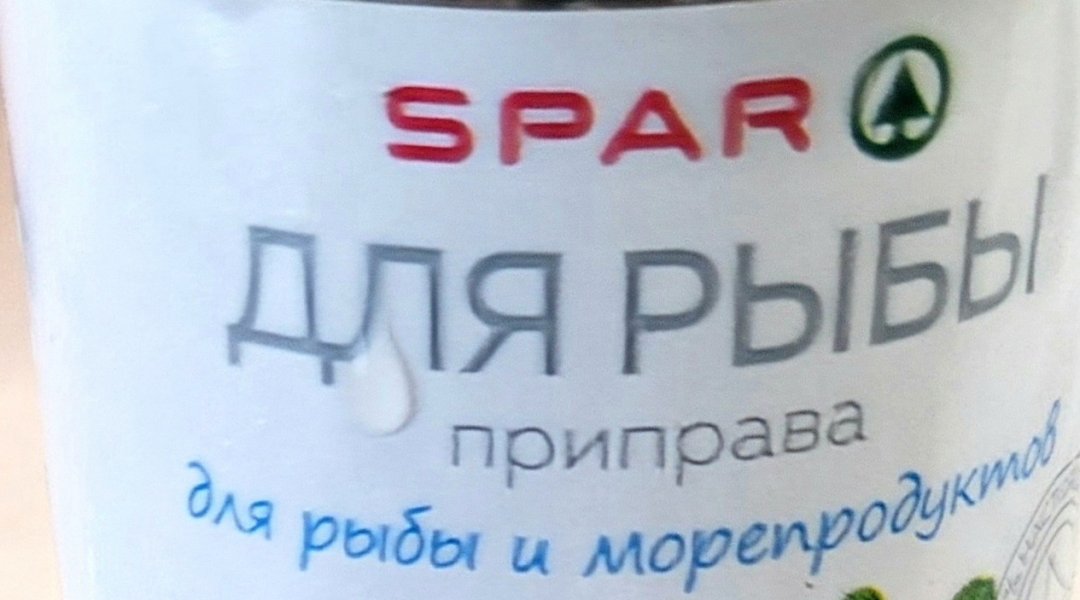 SPAR
ДЛЯ РЫБЫ
приправа
для рыбы и морепродуктов